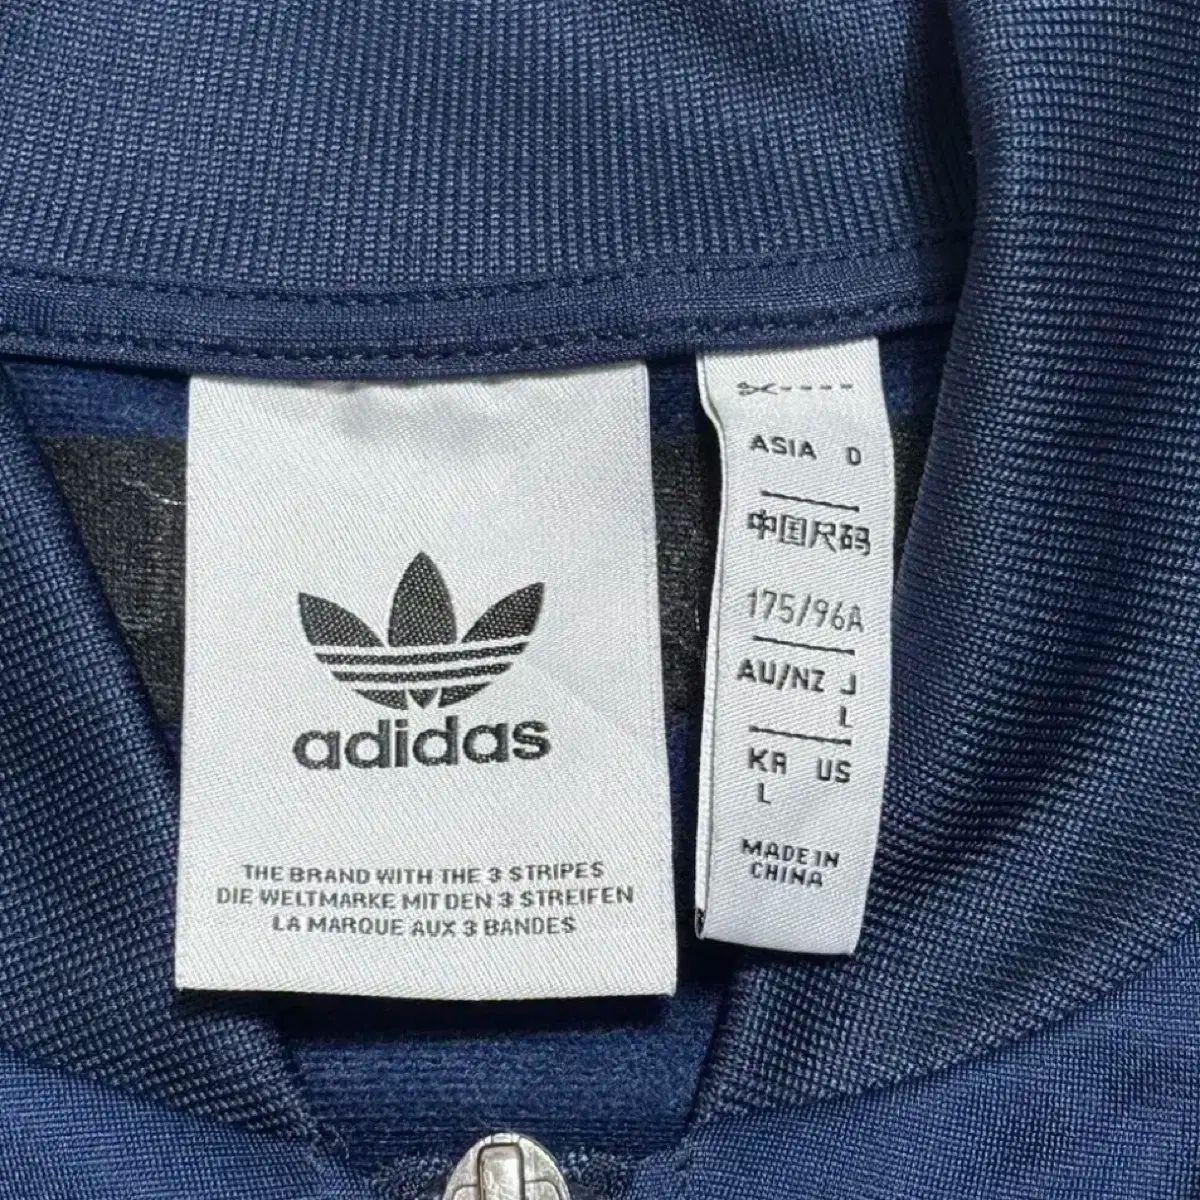 adidas
THE BRAND WITH THE 3 STRIPES
DIE WELTMARKE MIT DEN 3 STREIFEN
LA MARQUE AUX 3 BANDES
ASIA D
中国尺码
175/96A
AU/NZ J
L
KR US
L
MADE IN
CHINA